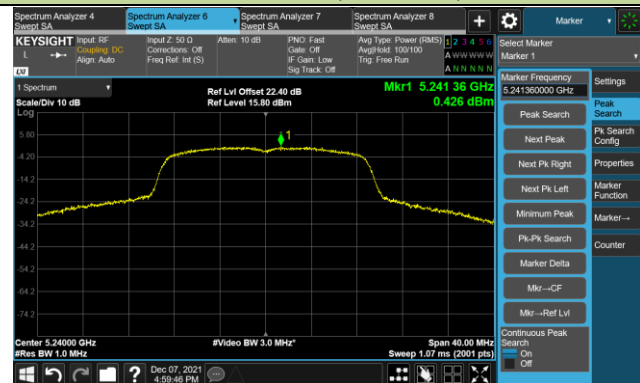 Spectrum Analyzer 4
Swept SA
Spectrum Analyzer 6
Swept SA
Spectrum Analyzer 7
Swept SA
Spectrum Analyzer 8
Swept SA
+
Marker
KEYSIGHT
L
LXI
Input: RF
Coupling: DC
Align: Auto
Input Z: 50 Ω
Corrections: Off
Freq Ref: Int (S)
Atten: 10 dB
PNO: Fast
Gate: Off
IF Gain: Low
Sig Track: Off
Avg Type: Power (RMS)
Avg|Hold: 100/100
Trig: Free Run
1 2 3 4 5 6
A W W W W W
A N N N N N
Select Marker
Marker 1
1 Spectrum
Scale/Div 10 dB
Log
Ref Lvl Offset 22.40 dB
Ref Level 15.80 dBm
Mkr1 5.241 36 GHz
0.426 dBm
1
5.80
-4.20
-14.2
-24.2
-34.2
-44.2
-54.2
-64.2
-74.2
Center 5.24000 GHz
#Res BW 1.0 MHz
#Video BW 3.0 MHz*
Span 40.00 MHz
Sweep 1.07 ms (2001 pts)
Marker Frequency
5.241360000 GHz
Peak Search
Next Peak
Next Pk Right
Next Pk Left
Minimum Peak
Pk-Pk Search
Marker Delta
Mkr→CF
Mkr→Ref Lvl
Continuous Peak
Search
On
Off
Settings
Peak
Search
Pk Search
Config
Properties
Marker
Function
Marker→
Counter
?
Dec 07, 2021
4:59:46 PM